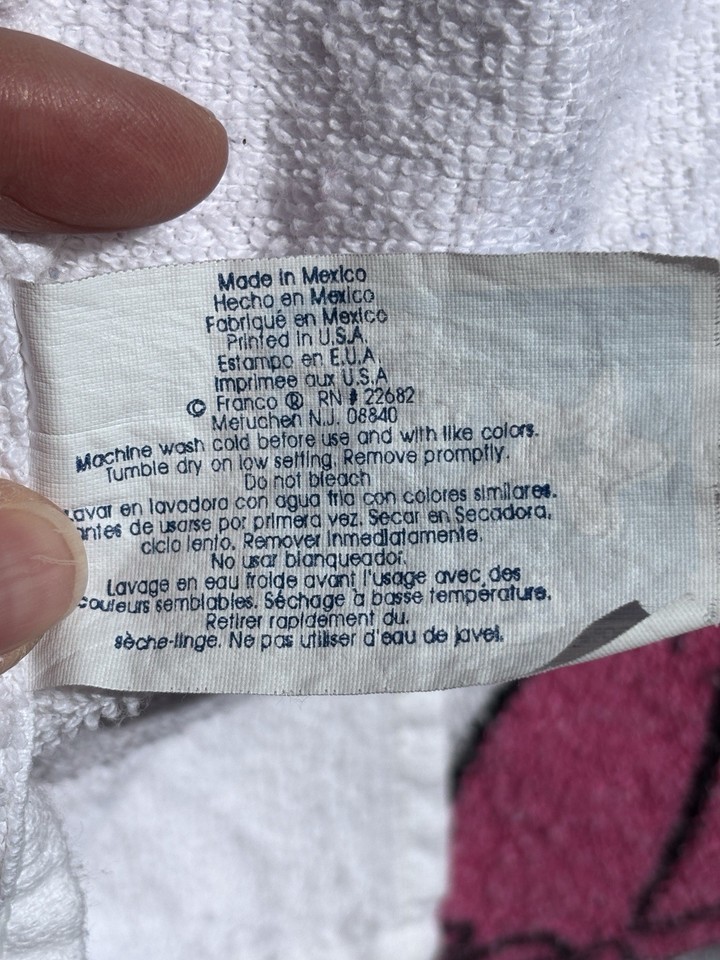 Made in Mexico
Hecho en Mexico
Fabriqué en Mexico
Printed in U.S.A.
Estampo en E.U.A.
Imprimee aux U.S.A
© Franco ® RN # 22682
Metuchen N.J. 08840
Machine wash cold before use and with like colors.
Tumble dry on low setting. Remove promptly.
Do not bleach
Lavar en lavadora con agua fria con colores similares.
antes de usarse por primera vez. Secar en Secadora,
ciclo lento. Remover inmediatamente.
No usar blanqueador.
Lavage en eau froide avant l'usage avec des
couleurs semblables. Séchage à basse température.
Retirer rapidement du.
sèche-linge. Ne pas utiliser d'eau de javel.